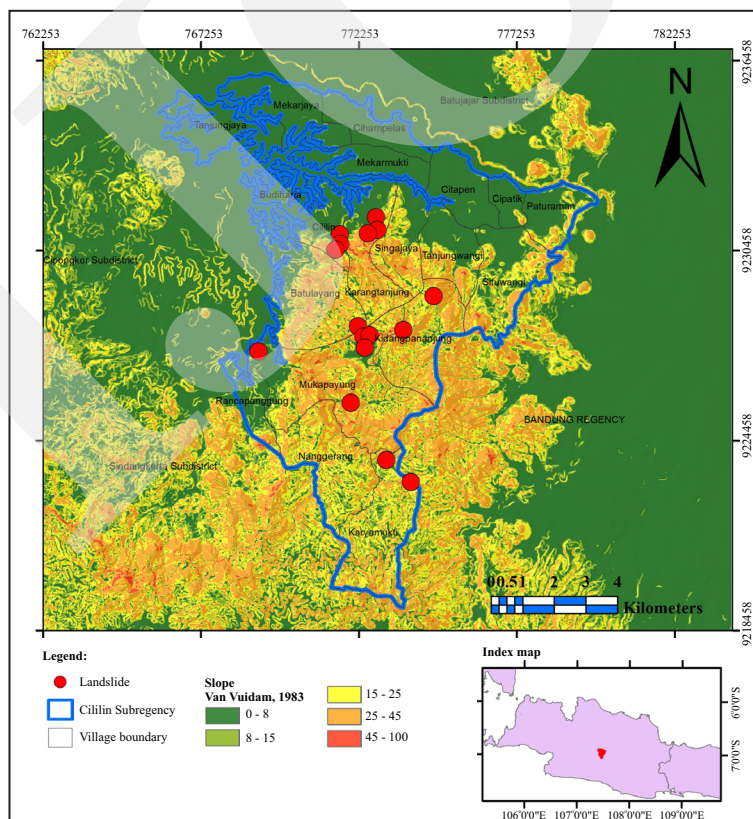 762253 767253 772253 777253 782253
9236458
N
Batujajar Subdistrict
Mekarjaya
Tanjungjaya
Cihampelas
Mekarmukti
Citapen
Cipatik
Budiharja
Pataruman
Cililin
9230458
Singajaya
Tanjungwangi
Cipongkor Subdistrict
Situwangi
Batulayang
Karangtanjung
Kidangpananjung
Mukapayung
Rancapanggung
BANDUNG REGENCY
9224458
Nanggerang
Sindangkerta Subdistrict
Karyamukti
0 0.5 1 2 3 4
Kilometers
9218458
Legend:
Landslide
Cililin Subregency
Village boundary
Slope
Van Vuidam, 1983
0 - 8
8 - 15
15 - 25
25 - 45
45 - 100
Index map
6°0'0"S
7°0'0"S
106°0'0"E 107°0'0"E 108°0'0"E 109°0'0"E